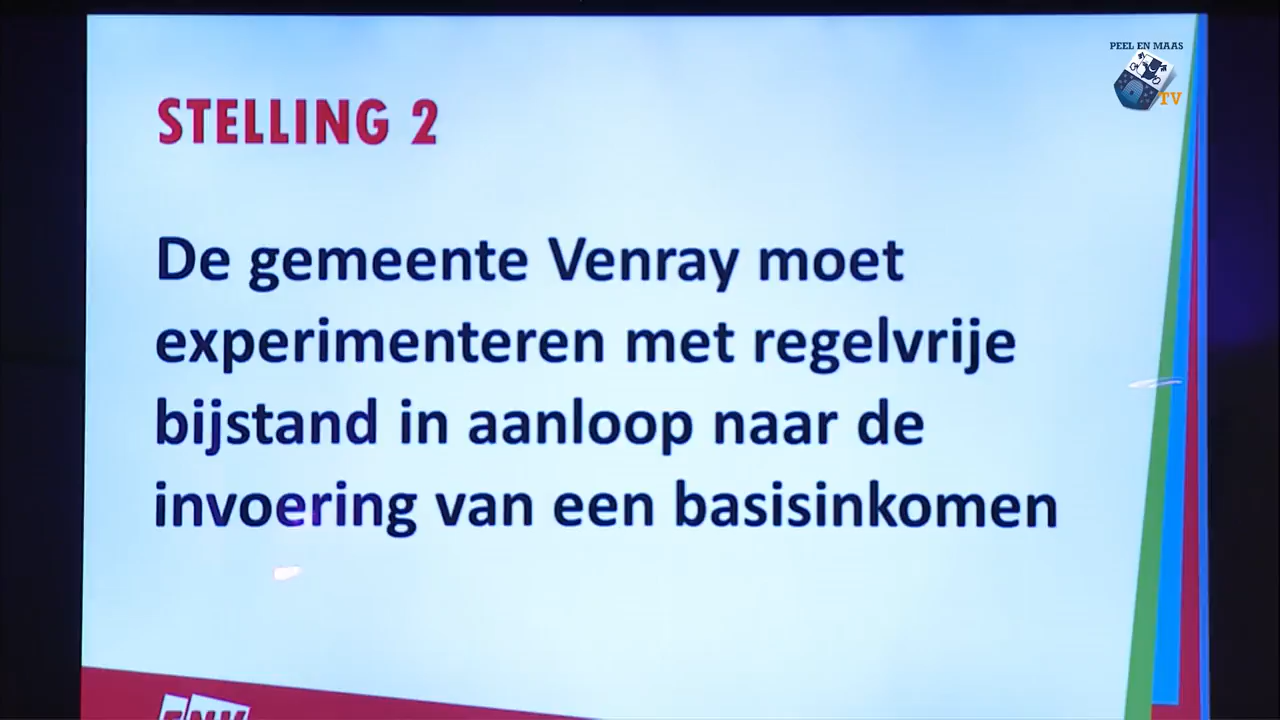 PEEL EN MAAS
TV
STELLING 2
De gemeente Venray moet
experimenteren met regelvrije
bijstand in aanloop naar de
invoering van een basisinkomen